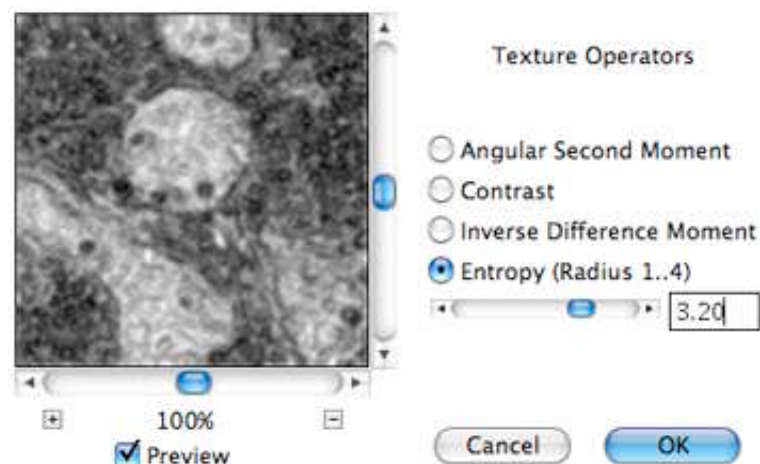 Texture Operators
Angular Second Moment
Contrast
Inverse Difference Moment
Entropy (Radius 1..4)
3.20
100%
Preview
Cancel
OK